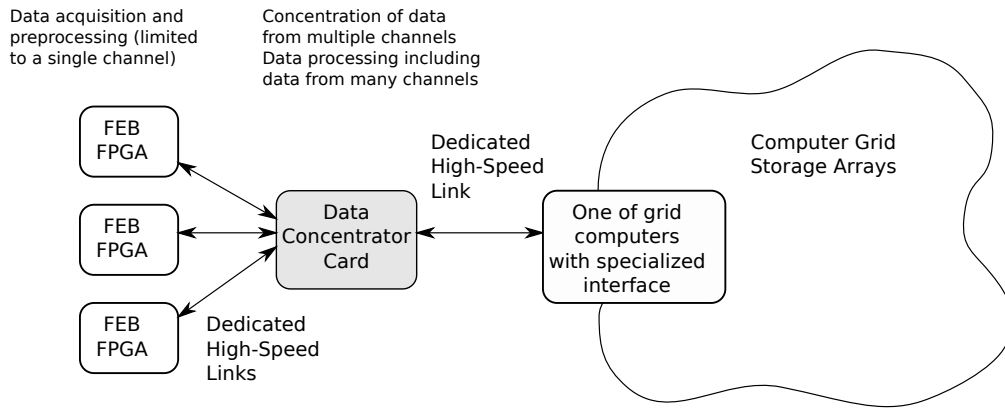 Data acquisition and
preprocessing (limited
to a single channel)
Concentration of data
from multiple channels
Data processing including
data from many channels
FEB
FPGA
FEB
FPGA
FEB
FPGA
Dedicated
High-Speed
Links
Data
Concentrator
Card
Dedicated
High-Speed
Link
One of grid
computers
with specialized
interface
Computer Grid
Storage Arrays